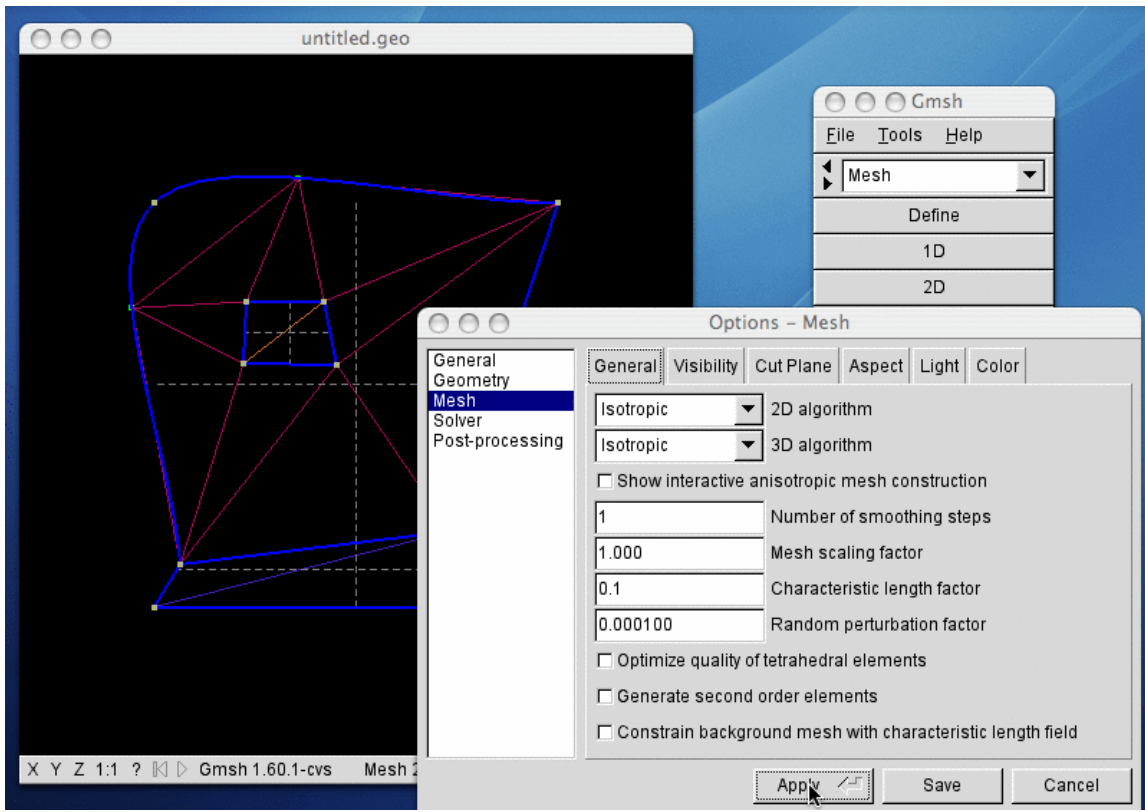 untitled.geo
Gmsh
File Tools Help
Mesh
Define
1D
2D
Options – Mesh
General
Geometry
Mesh
Solver
Post-processing
General Visibility Cut Plane Aspect Light Color
Isotropic 2D algorithm
Isotropic 3D algorithm
Show interactive anisotropic mesh construction
1 Number of smoothing steps
1.000 Mesh scaling factor
0.1 Characteristic length factor
0.000100 Random perturbation factor
Optimize quality of tetrahedral elements
Generate second order elements
Constrain background mesh with characteristic length field
X Y Z 1:1 ? Gmsh 1.60.1-cvs Mesh 2
Apply Save Cancel